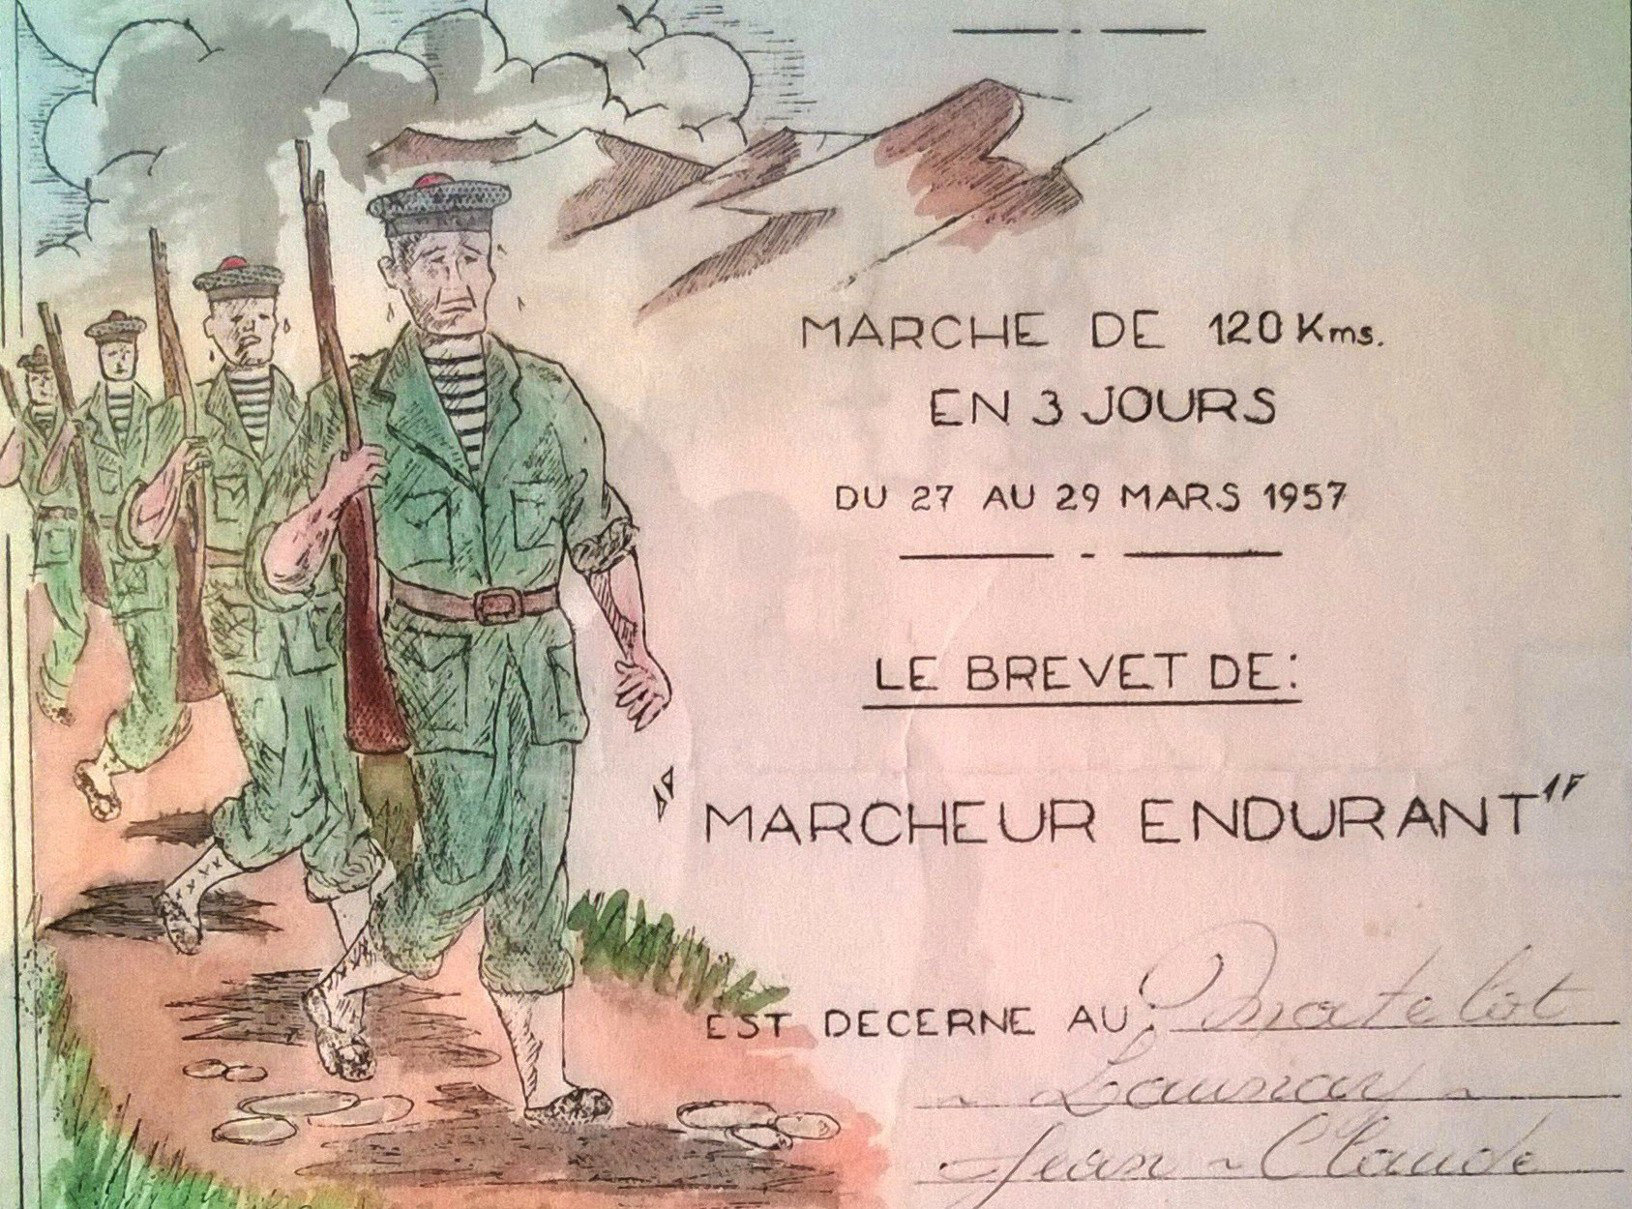 MARCHE DE 120 Kms.
EN 3 JOURS
DU 27 AU 29 MARS 1957
LE BREVET DE:
"MARCHEUR ENDURANT"
EST DECERNE AU: Matelot
Launay
Jean-Claude